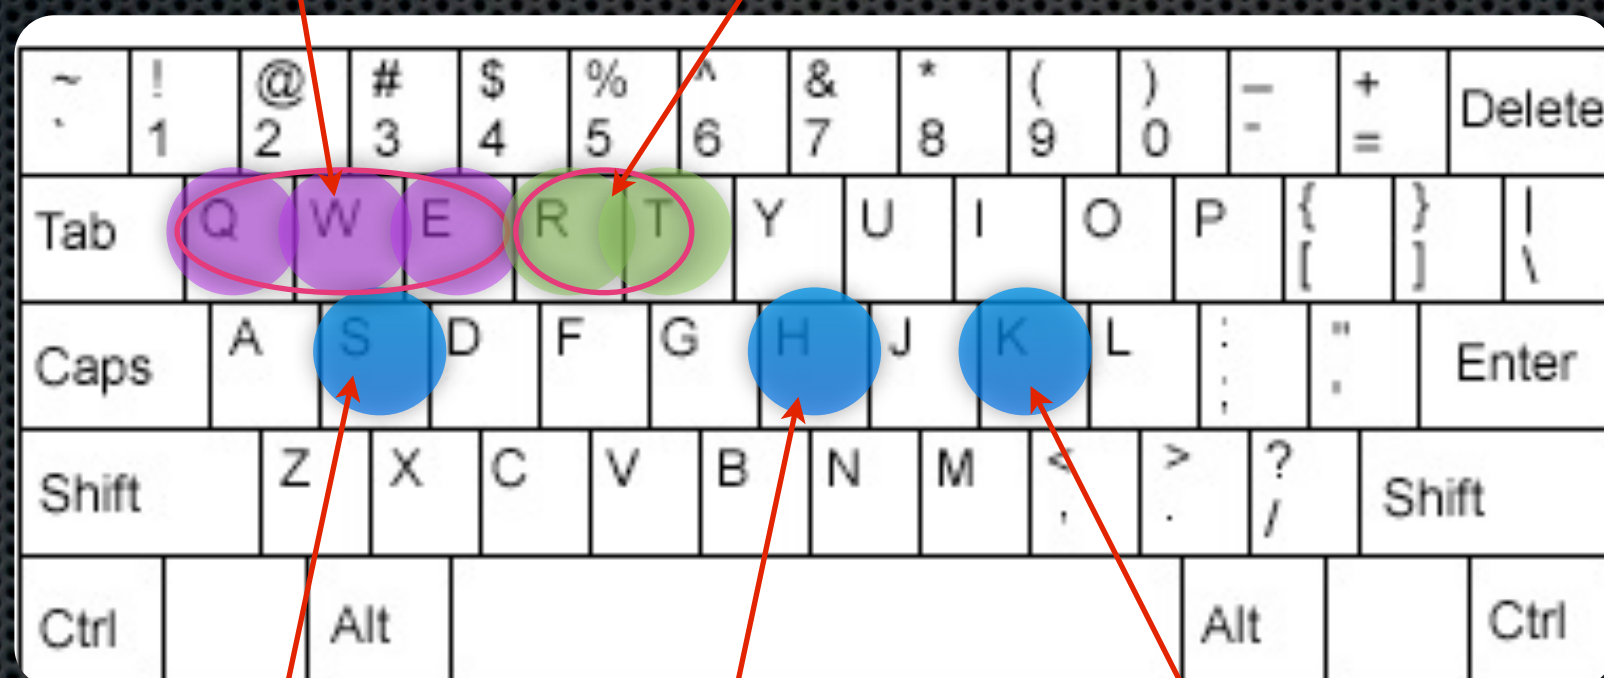 ~ ! @ # $ % ^ & * ( ) _ +
` 1 2 3 4 5 6 7 8 9 0 - = Delete
Tab Q W E R T Y U I O P { } |
[ ] \
Caps A S D F G H J K L : " Enter
; '
Shift Z X C V B N M < > ? Shift
, . /
Ctrl Alt Alt Ctrl